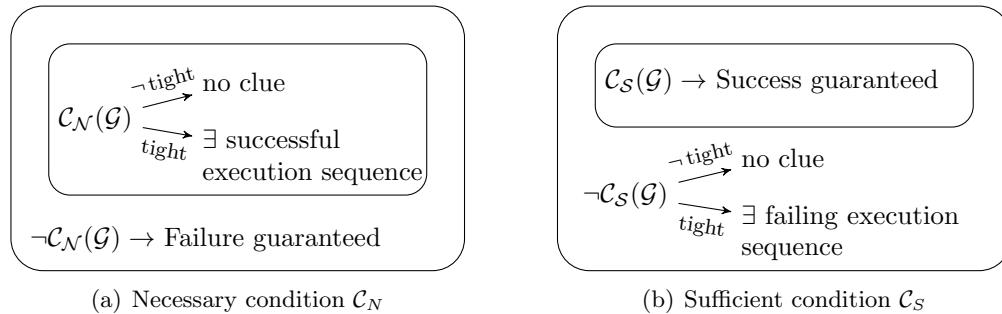 ¬ tight
no clue
𝒞_𝒩(𝒢)
tight
∃ successful
execution sequence
¬𝒞_𝒩(𝒢) → Failure guaranteed
(a) Necessary condition 𝒞_N
𝒞_𝒮(𝒢) → Success guaranteed
¬ tight
no clue
¬𝒞_𝒮(𝒢)
tight
∃ failing execution
sequence
(b) Sufficient condition 𝒞_S